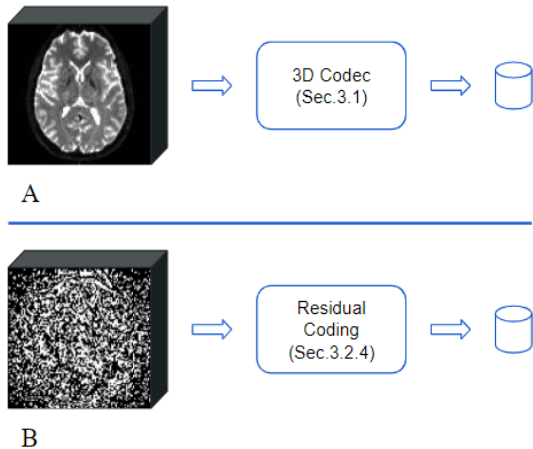 3D Codec
(Sec.3.1)
A
Residual
Coding
(Sec.3.2.4)
B